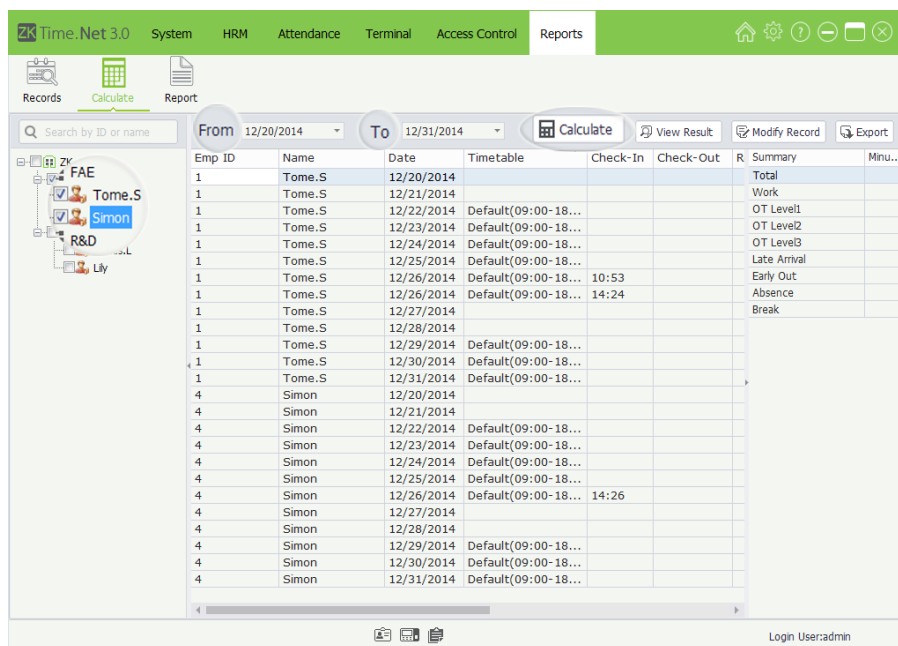 ZK Time.Net 3.0 System HRM Attendance Terminal Access Control Reports
Records Calculate Report
Search by ID or name From 12/20/2014 To 12/31/2014 Calculate View Result Modify Record Export
Emp ID Name Date Timetable Check-In Check-Out R Summary Minu...
ZK
FAE
Tome.S
Simon
R&D
Lily
1 Tome.S 12/20/2014
1 Tome.S 12/21/2014
1 Tome.S 12/22/2014 Default(09:00-18...
1 Tome.S 12/23/2014 Default(09:00-18...
1 Tome.S 12/24/2014 Default(09:00-18...
1 Tome.S 12/25/2014 Default(09:00-18...
1 Tome.S 12/26/2014 Default(09:00-18... 10:53
1 Tome.S 12/26/2014 Default(09:00-18... 14:24
1 Tome.S 12/27/2014
1 Tome.S 12/28/2014
1 Tome.S 12/29/2014 Default(09:00-18...
1 Tome.S 12/30/2014 Default(09:00-18...
1 Tome.S 12/31/2014 Default(09:00-18...
4 Simon 12/20/2014
4 Simon 12/21/2014
4 Simon 12/22/2014 Default(09:00-18...
4 Simon 12/23/2014 Default(09:00-18...
4 Simon 12/24/2014 Default(09:00-18...
4 Simon 12/25/2014 Default(09:00-18...
4 Simon 12/26/2014 Default(09:00-18... 14:26
4 Simon 12/27/2014
4 Simon 12/28/2014
4 Simon 12/29/2014 Default(09:00-18...
4 Simon 12/30/2014 Default(09:00-18...
4 Simon 12/31/2014 Default(09:00-18...
Total
Work
OT Level1
OT Level2
OT Level3
Late Arrival
Early Out
Absence
Break
Login User:admin